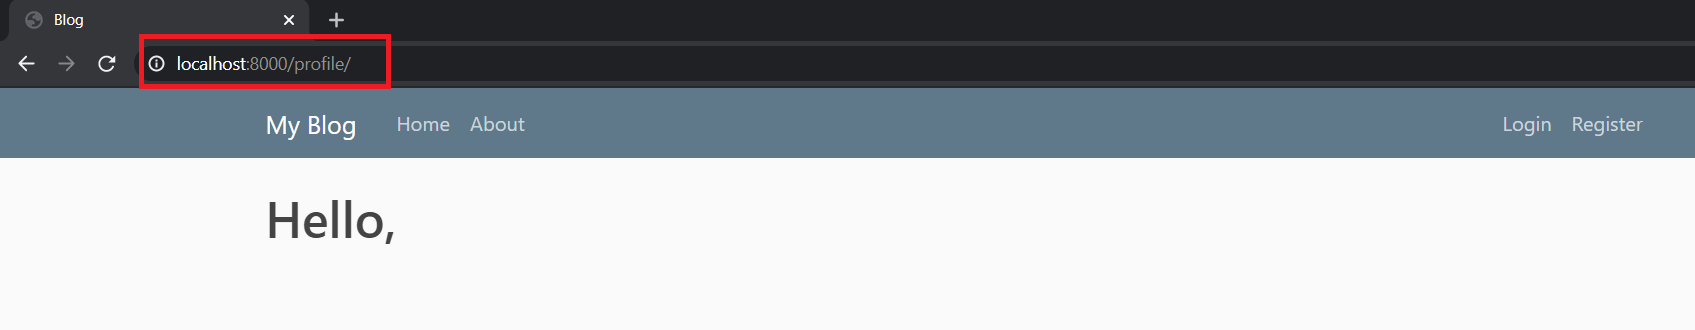 Blog
localhost:8000/profile/
My Blog Home About Login Register
Hello,